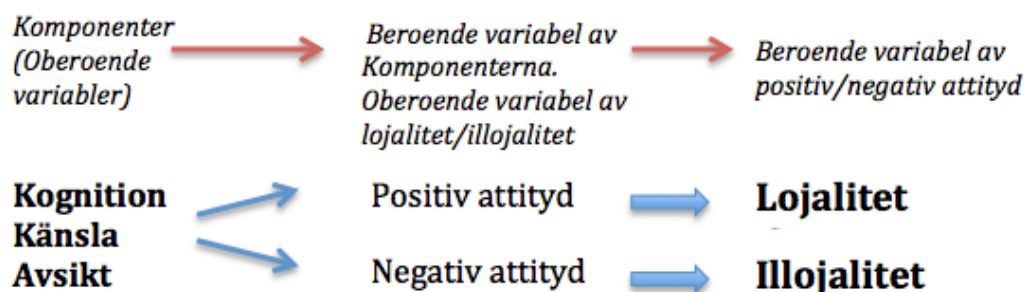 Komponenter
(Oberoende
variabler)
Beroende variabel av
Komponenterna.
Oberoende variabel av
lojalitet/illojalitet
Beroende variabel av
positiv/negativ attityd
Kognition
Känsla
Avsikt
Positiv attityd
Negativ attityd
Lojalitet
Illojalitet